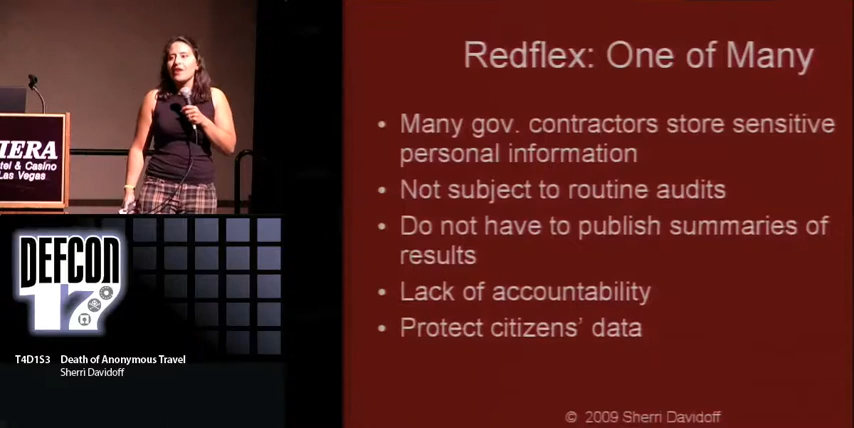 Redflex: One of Many
• Many gov. contractors store sensitive
personal information
• Not subject to routine audits
• Do not have to publish summaries of
results
• Lack of accountability
• Protect citizens' data
© 2009 Sherri Davidoff
IERA
tel & Casino
Las Vegas
DEFCON
17
T4D1S3 Death of Anonymous Travel
Sherri Davidoff